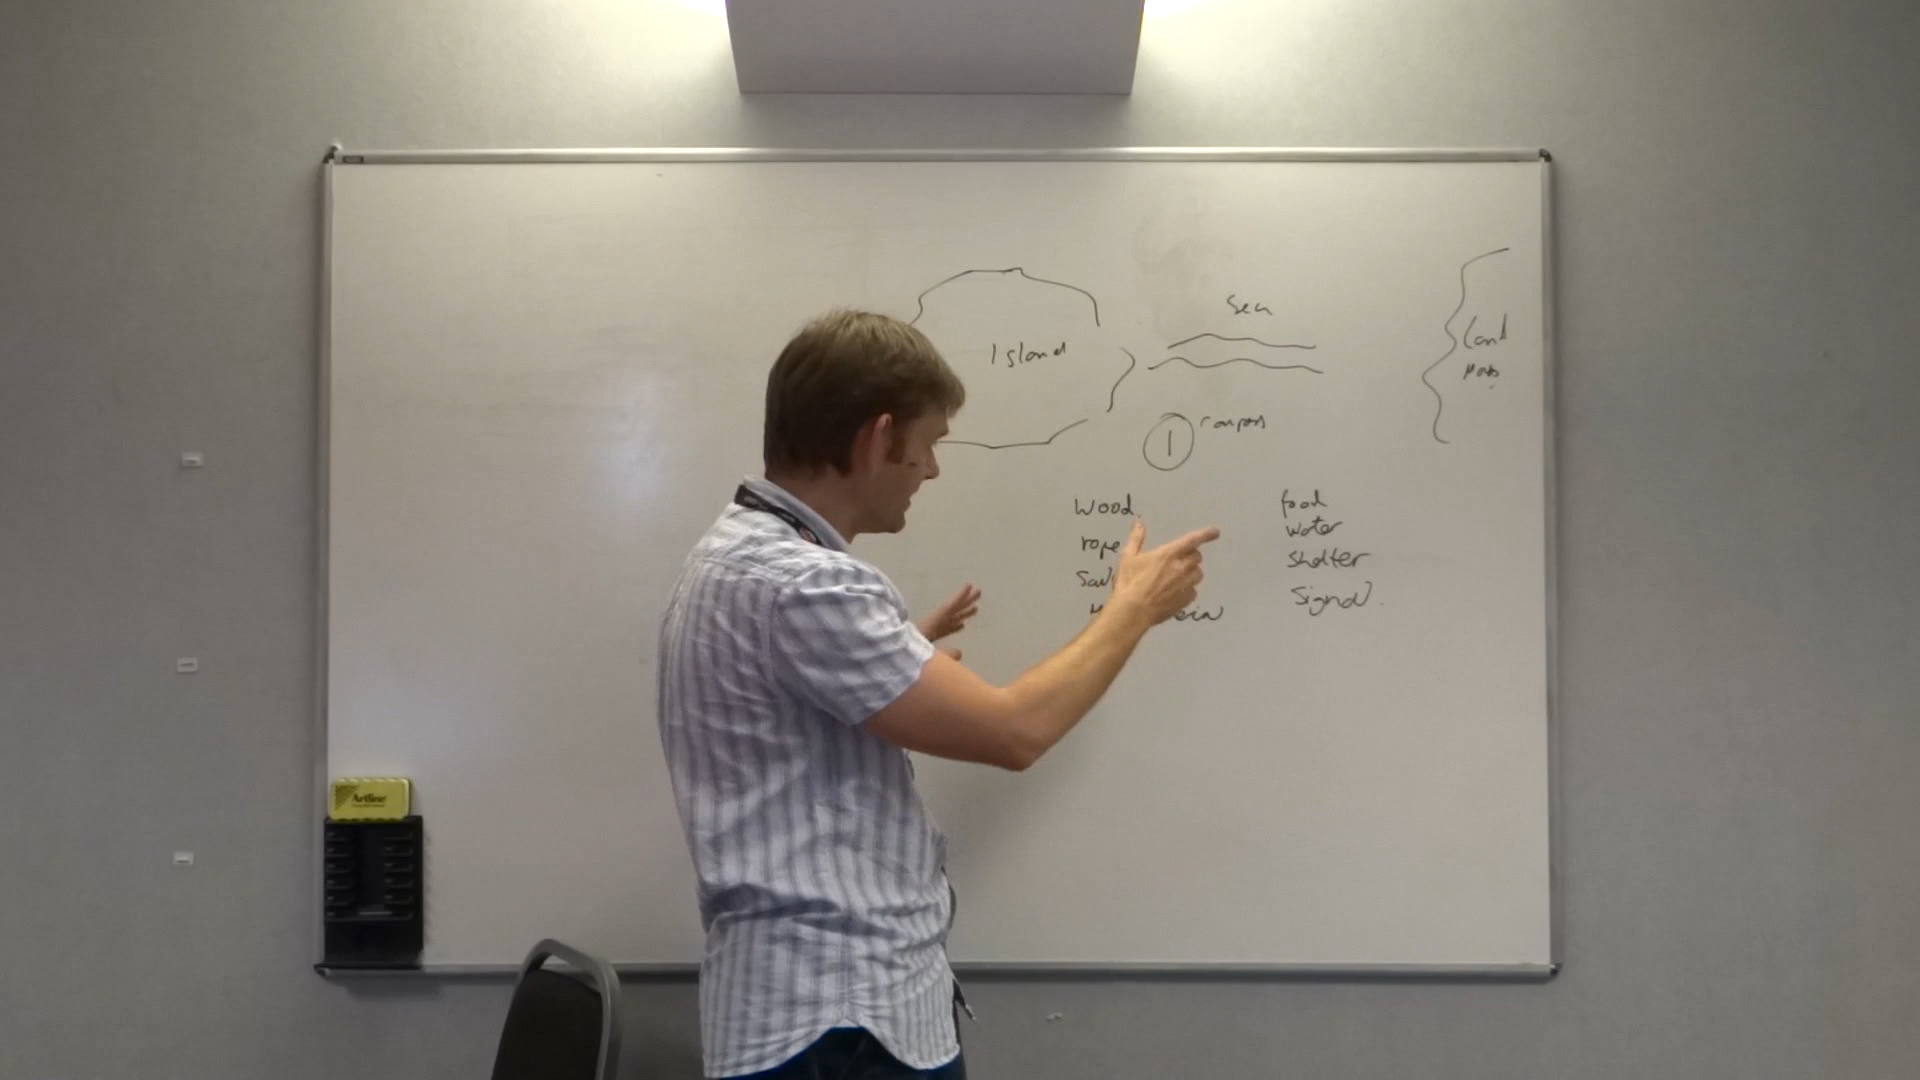 Sea
Island
Land
Mass
compass
Wood
rope
food
water
Shelter
Signal.
Artline